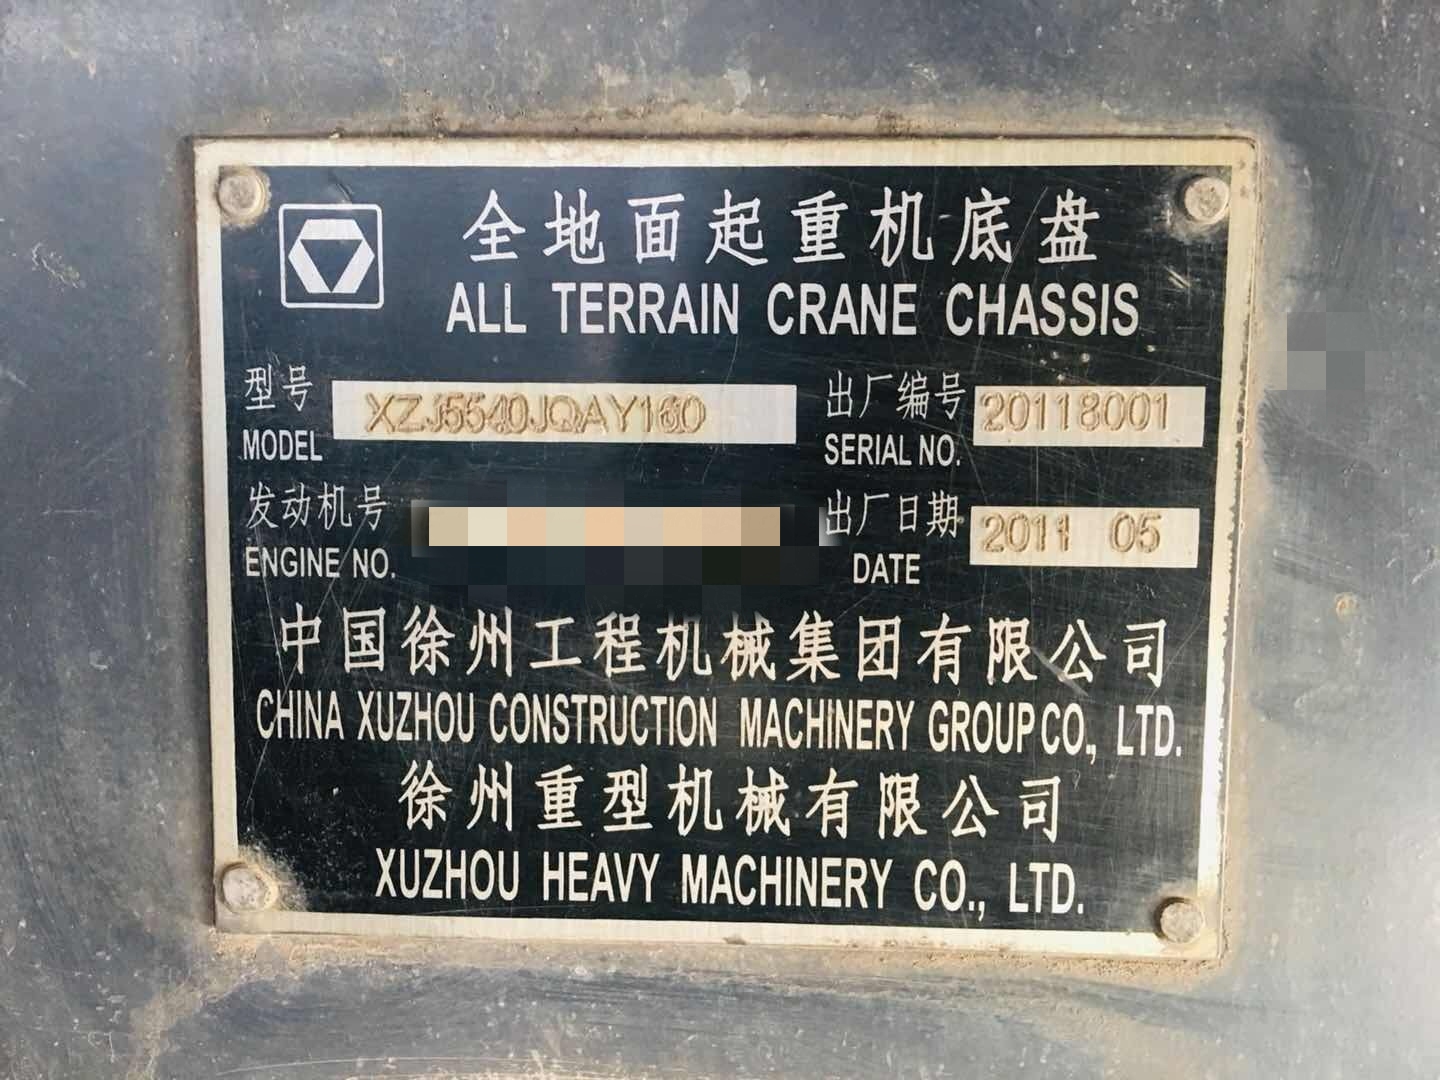 全地面起重机底盘
ALL TERRAIN CRANE CHASSIS
型号 XZJ5540JQAY160
MODEL
出厂编号 20118001
SERIAL NO.
发动机号
ENGINE NO.
出厂日期 2011 05
DATE
中国徐州工程机械集团有限公司
CHINA XUZHOU CONSTRUCTION MACHINERY GROUP CO., LTD.
徐州重型机械有限公司
XUZHOU HEAVY MACHINERY CO., LTD.